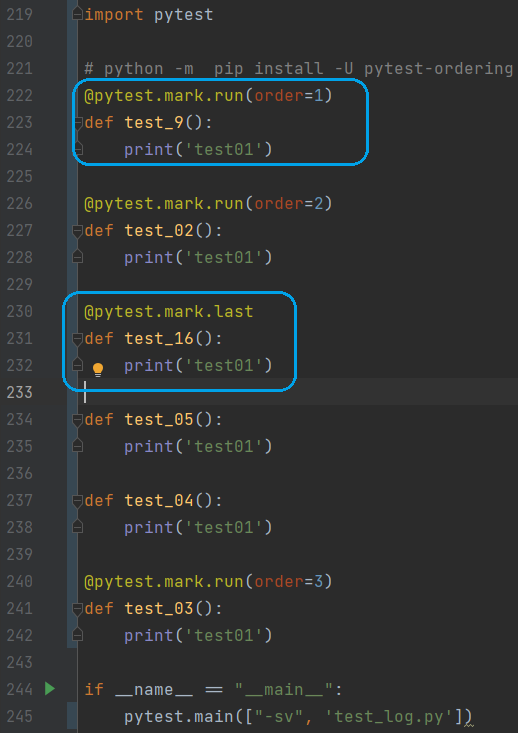 219 import pytest
220
221 # python -m  pip install -U pytest-ordering
222 @pytest.mark.run(order=1)
223 def test_9():
224     print('test01')
225
226 @pytest.mark.run(order=2)
227 def test_02():
228     print('test01')
229
230 @pytest.mark.last
231 def test_16():
232     print('test01')
233
234 def test_05():
235     print('test01')
236
237 def test_04():
238     print('test01')
239
240 @pytest.mark.run(order=3)
241 def test_03():
242     print('test01')
243
244 if __name__ == "__main__":
245     pytest.main(["-sv", 'test_log.py'])